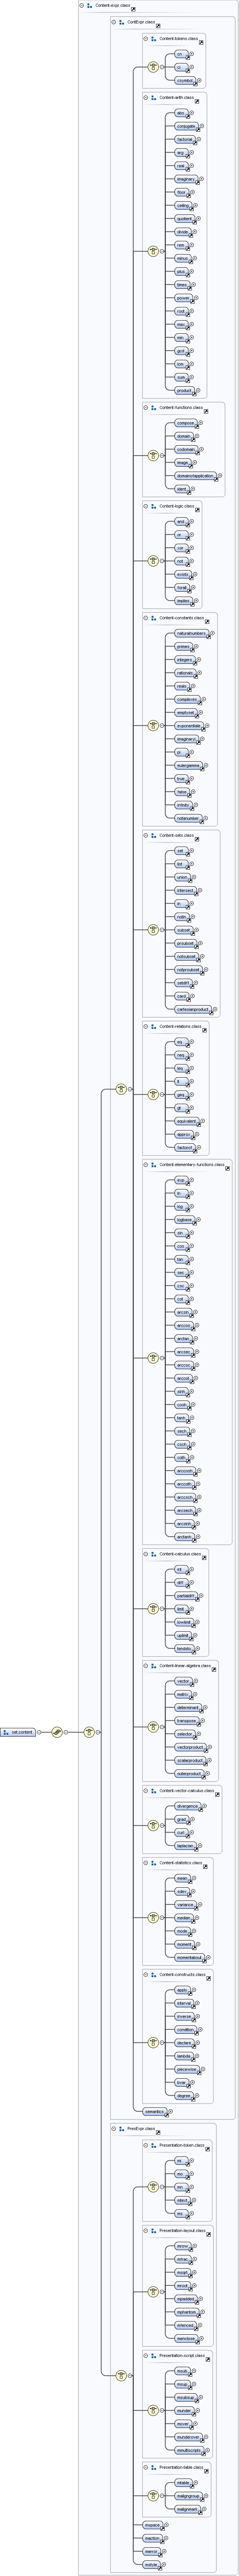 Content-expr.class
ContExpr.class
Content-tokens.class
cn
ci
csymbol
Content-arith.class
abs
conjugate
factorial
arg
real
imaginary
floor
ceiling
quotient
divide
rem
minus
plus
times
power
root
max
min
gcd
lcm
sum
product
Content-functions.class
compose
domain
codomain
image
domainofapplication
ident
Content-logic.class
and
or
xor
not
exists
forall
implies
Content-constants.class
naturalnumbers
primes
integers
rationals
reals
complexes
emptyset
exponentiale
imaginaryi
pi
eulergamma
true
false
infinity
notanumber
Content-sets.class
set
list
union
intersect
in
notin
subset
prsubset
notsubset
notprsubset
setdiff
card
cartesianproduct
Content-relations.class
eq
neq
leq
lt
geq
gt
equivalent
approx
factorof
Content-elementary-functions.class
exp
ln
log
logbase
sin
cos
tan
sec
csc
cot
arcsin
arccos
arctan
arcsec
arccsc
arccot
sinh
cosh
tanh
sech
csch
coth
arccosh
arccoth
arccsch
arcsech
arcsinh
arctanh
Content-calculus.class
int
diff
partialdiff
limit
lowlimit
uplimit
tendsto
Content-linear-algebra.class
vector
matrix
determinant
transpose
selector
vectorproduct
scalarproduct
outerproduct
set.content
Content-vector-calculus.class
divergence
grad
curl
laplacian
Content-statistics.class
mean
sdev
variance
median
mode
moment
momentabout
Content-constructs.class
apply
interval
inverse
condition
declare
lambda
piecewise
bvar
degree
semantics
PresExpr.class
Presentation-token.class
mi
mo
mn
mtext
ms
Presentation-layout.class
mrow
mfrac
msqrt
mroot
mpadded
mphantom
mfenced
menclose
Presentation-script.class
msub
msup
msubsup
munder
mover
munderover
mmultiscripts
Presentation-table.class
mtable
maligngroup
malignmark
mspace
maction
merror
mstyle